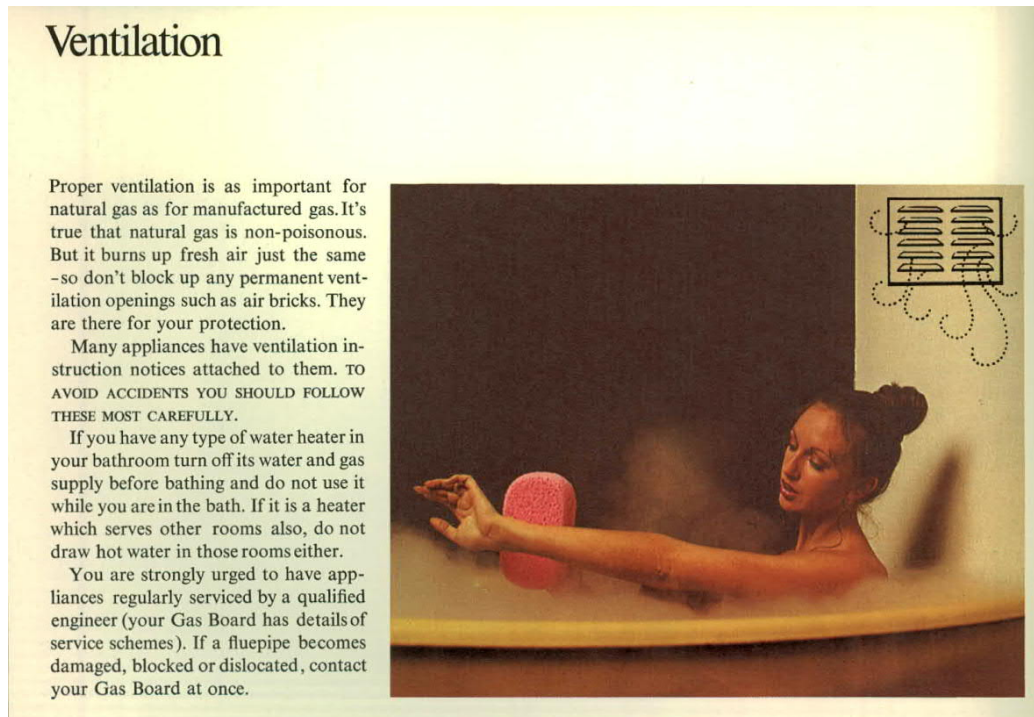 Ventilation
Proper ventilation is as important for
natural gas as for manufactured gas. It's
true that natural gas is non-poisonous.
But it burns up fresh air just the same
–so don't block up any permanent vent-
ilation openings such as air bricks. They
are there for your protection.
Many appliances have ventilation in-
struction notices attached to them. TO
AVOID ACCIDENTS YOU SHOULD FOLLOW
THESE MOST CAREFULLY.
If you have any type of water heater in
your bathroom turn off its water and gas
supply before bathing and do not use it
while you are in the bath. If it is a heater
which serves other rooms also, do not
draw hot water in those rooms either.
You are strongly urged to have app-
liances regularly serviced by a qualified
engineer (your Gas Board has details of
service schemes). If a fluepipe becomes
damaged, blocked or dislocated, contact
your Gas Board at once.